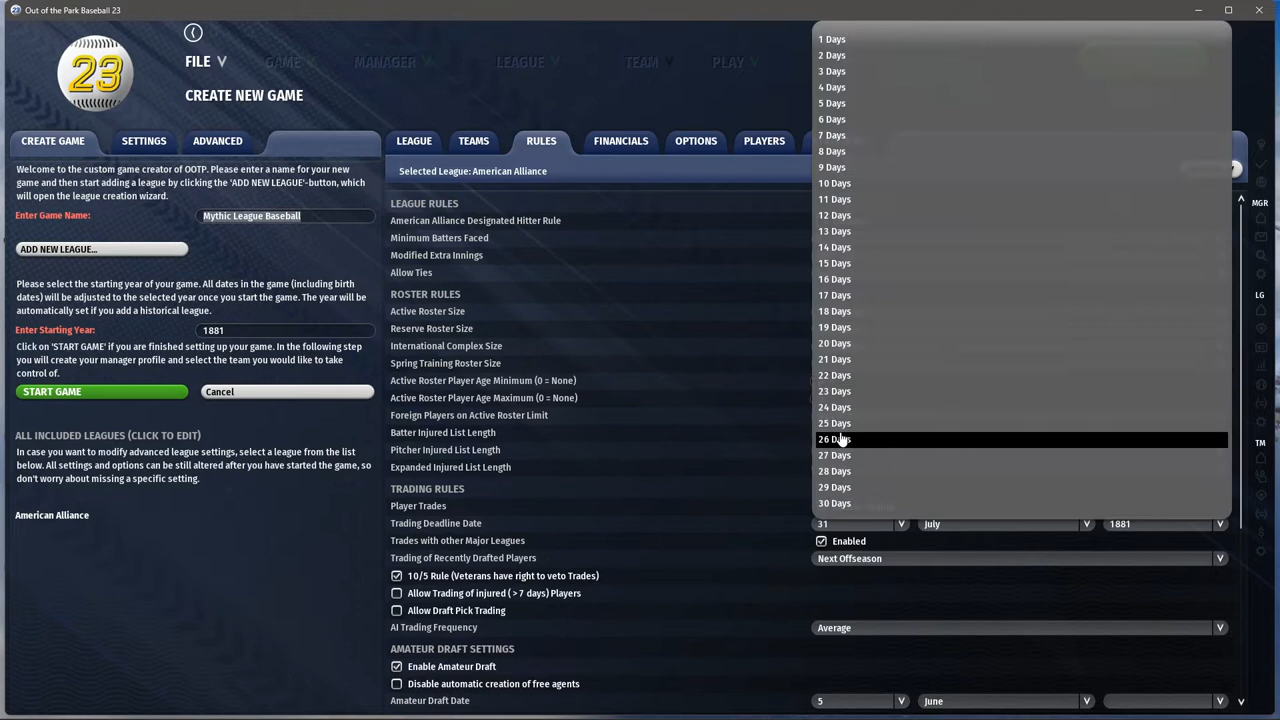 Out of the Park Baseball 23
23
FILE
GAME
MANAGER
LEAGUE
TEAM
PLAY
CREATE NEW GAME
CREATE GAME
SETTINGS
ADVANCED
LEAGUE
TEAMS
RULES
FINANCIALS
OPTIONS
PLAYERS
Welcome to the custom game creator of OOTP. Please enter a name for your new
game and then start adding a league by clicking the 'ADD NEW LEAGUE'-button, which
will open the league creation wizard.
Enter Game Name:
Mythic League Baseball
ADD NEW LEAGUE...
Please select the starting year of your game. All dates in the game (including birth
dates) will be adjusted to the selected year once you start the game. The year will be
automatically set if you add a historical league.
Enter Starting Year:
1881
Click on 'START GAME' if you are finished setting up your game. In the following step
you will create your manager profile and select the team you would like to take
control of.
START GAME
Cancel
ALL INCLUDED LEAGUES (CLICK TO EDIT)
In case you want to modify advanced league settings, select a league from the list
below. All settings and options can be still altered after you have started the game, so
don't worry about missing a specific setting.
American Alliance
Selected League: American Alliance
LEAGUE RULES
American Alliance Designated Hitter Rule
Minimum Batters Faced
Modified Extra Innings
Allow Ties
ROSTER RULES
Active Roster Size
Reserve Roster Size
International Complex Size
Spring Training Roster Size
Active Roster Player Age Minimum (0 = None)
Active Roster Player Age Maximum (0 = None)
Foreign Players on Active Roster Limit
Batter Injured List Length
Pitcher Injured List Length
Expanded Injured List Length
TRADING RULES
Player Trades
Trading Deadline Date
31
July
1881
Trades with other Major Leagues
Enabled
Trading of Recently Drafted Players
Next Offseason
10/5 Rule (Veterans have right to veto Trades)
Allow Trading of injured ( > 7 days) Players
Allow Draft Pick Trading
AI Trading Frequency
Average
AMATEUR DRAFT SETTINGS
Enable Amateur Draft
Disable automatic creation of free agents
Amateur Draft Date
5
June
1 Days
2 Days
3 Days
4 Days
5 Days
6 Days
7 Days
8 Days
9 Days
10 Days
11 Days
12 Days
13 Days
14 Days
15 Days
16 Days
17 Days
18 Days
19 Days
20 Days
21 Days
22 Days
23 Days
24 Days
25 Days
26 Days
27 Days
28 Days
29 Days
30 Days
MGR
LG
TM